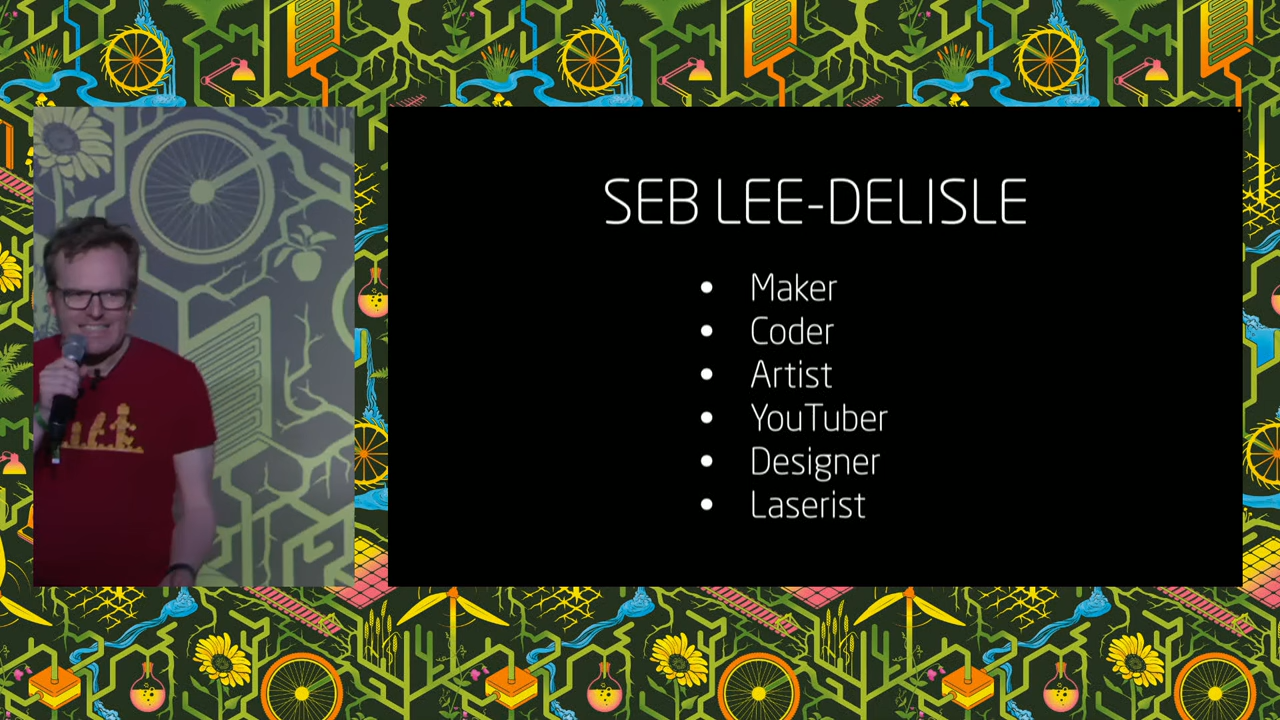 SEB LEE-DELISLE
• Maker
• Coder
• Artist
• YouTuber
• Designer
• Laserist